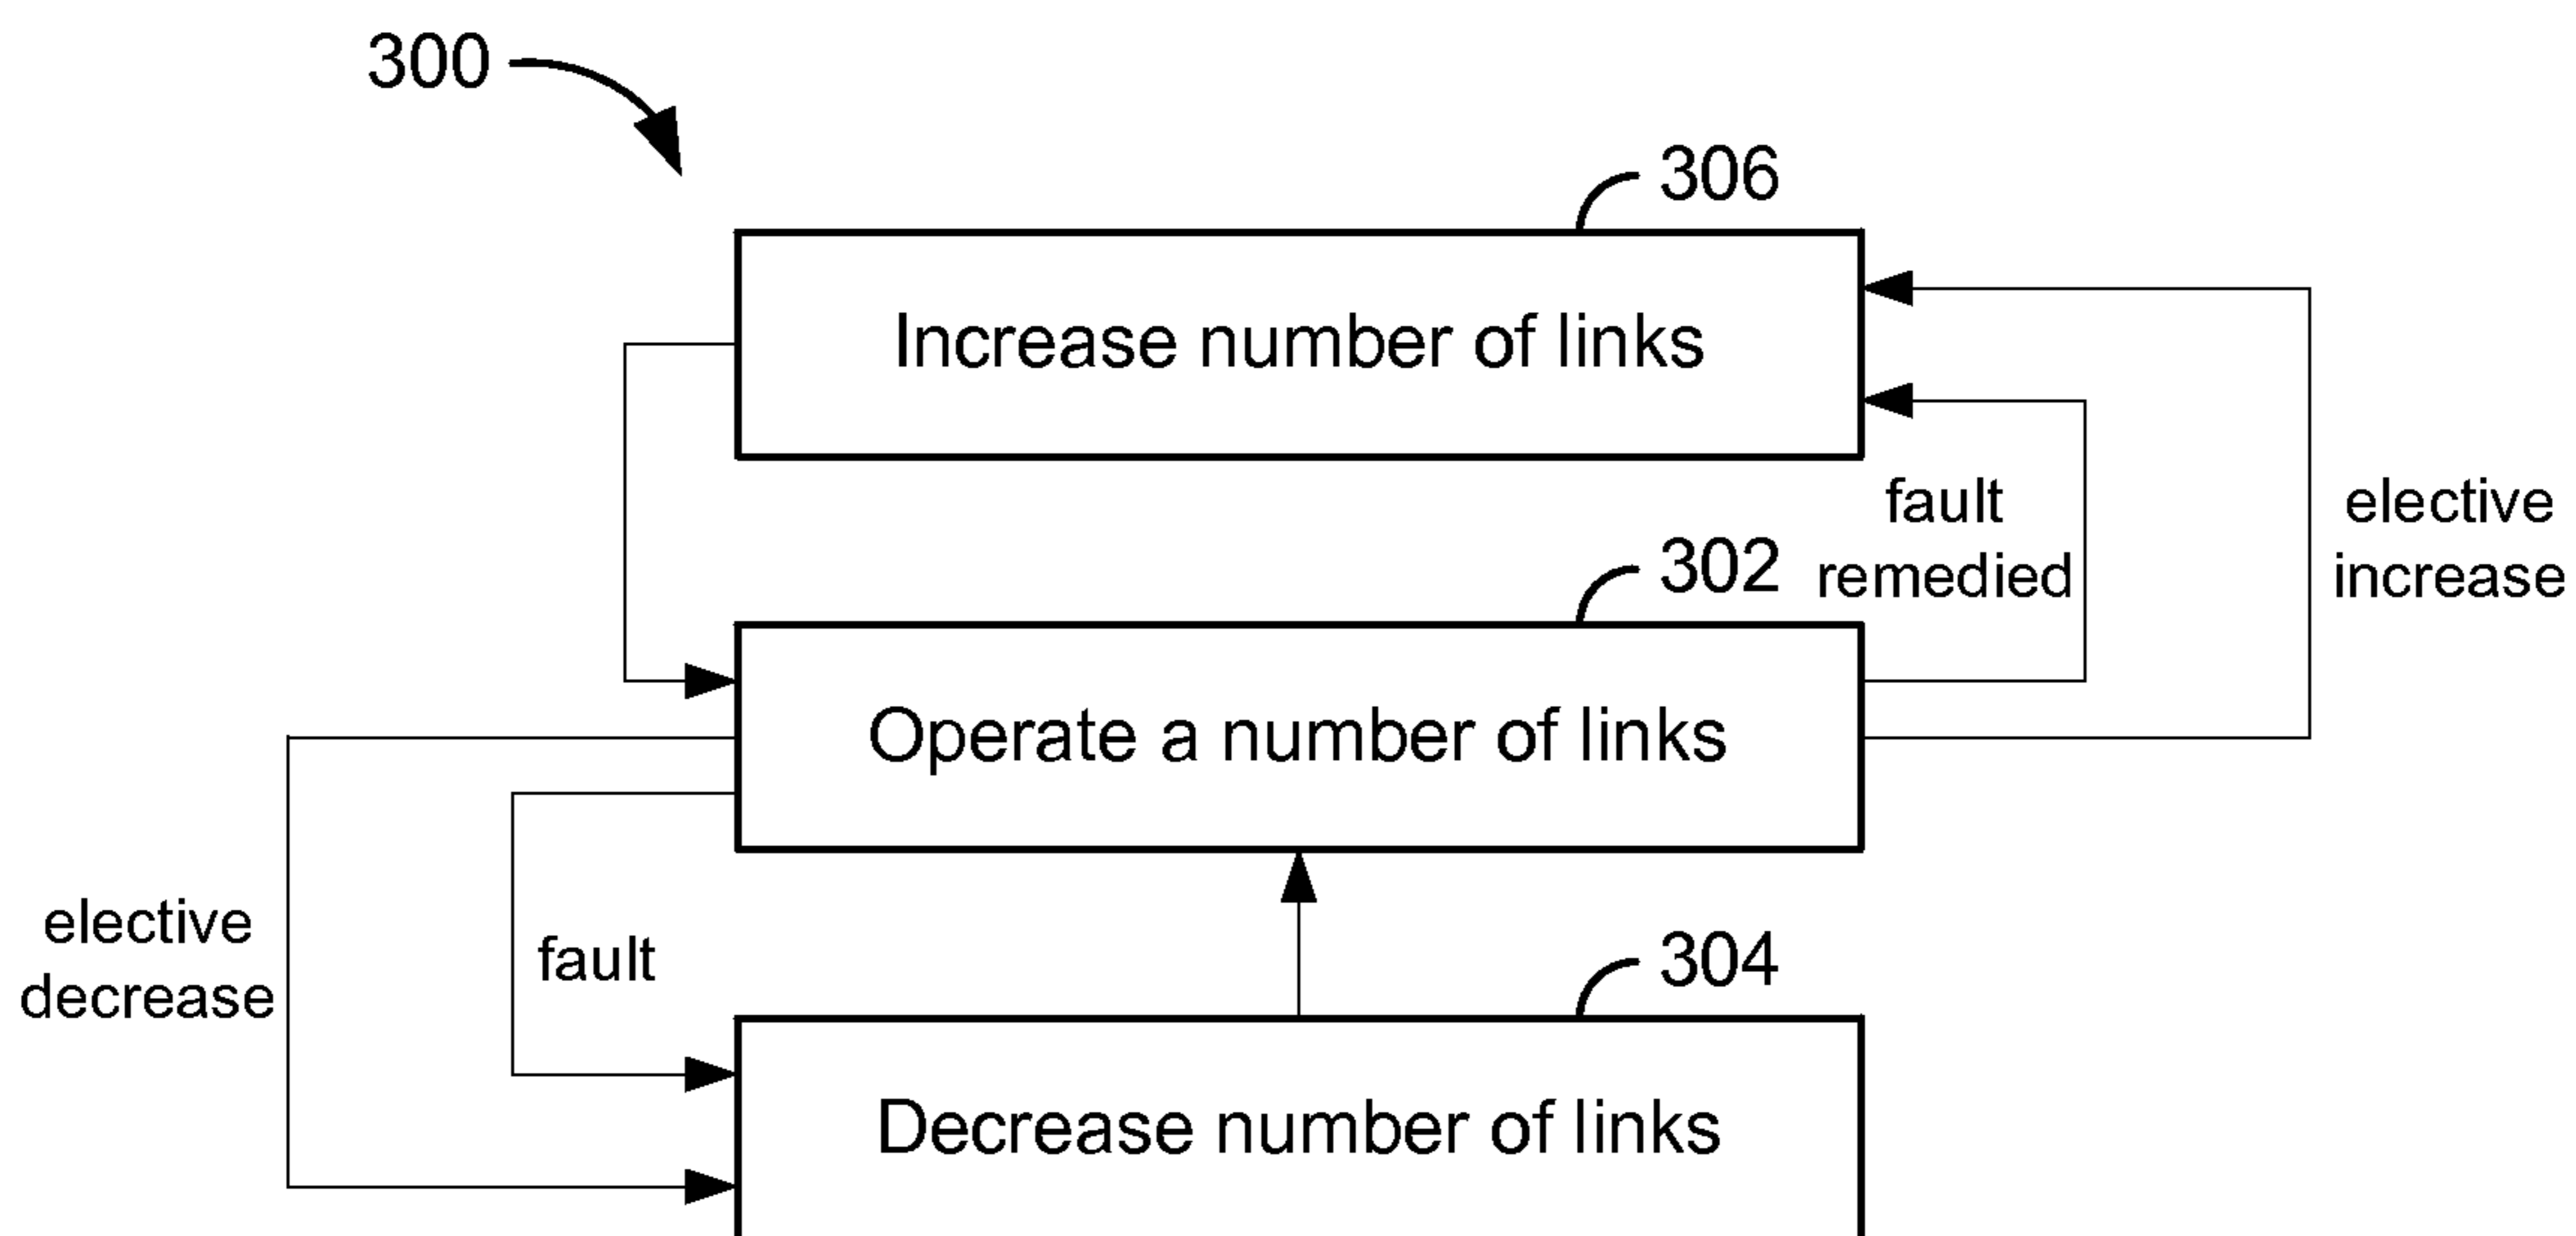 300
306
Increase number of links
fault
remedied
elective
increase
302
Operate a number of links
elective
decrease
fault
304
Decrease number of links